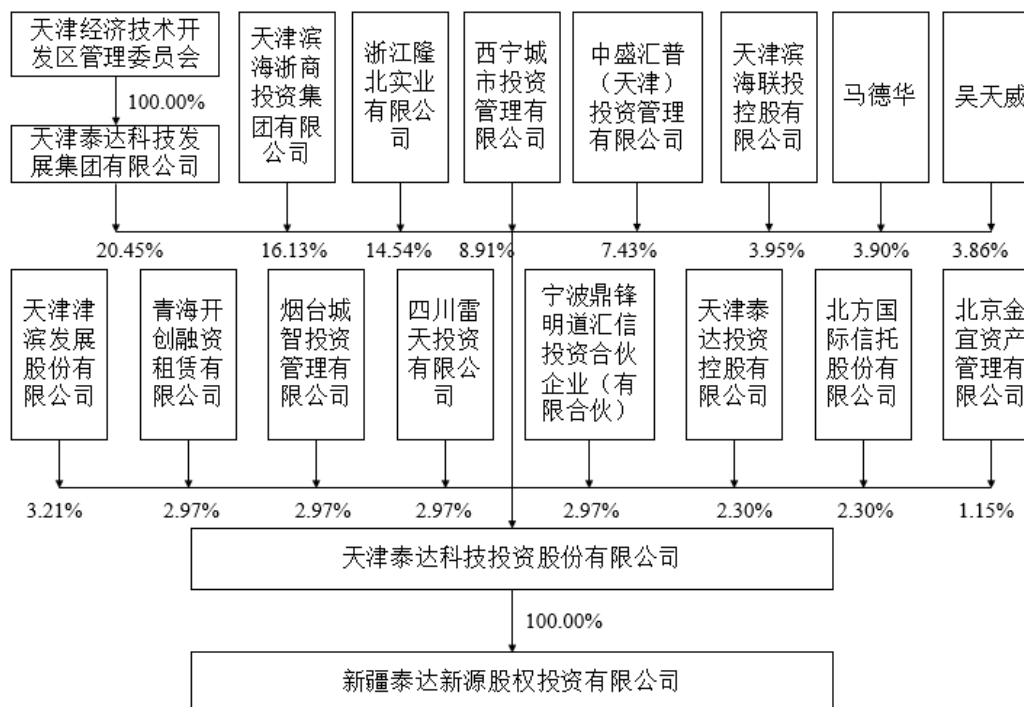 天津经济技术开
发区管理委员会
100.00%
天津泰达科技发
展集团有限公司
天津滨
海浙商
投资集
团有限
公司
浙江隆
北实业
有限公
司
西宁城
市投资
管理有
限公司
中盛汇普
（天津）
投资管理
有限公司
天津滨
海联投
控股有
限公司
马德华
吴天威
20.45%
16.13%
14.54%
8.91%
7.43%
3.95%
3.90%
3.86%
天津津
滨发展
股份有
限公司
青海开
创融资
租赁有
限公司
烟台城
智投资
管理有
限公司
四川雷
天投资
有限公
司
宁波鼎锋
明道汇信
投资合伙
企业（有
限合伙）
天津泰
达投资
控股有
限公司
北方国
际信托
股份有
限公司
北京金
宜资产
管理有
限公司
3.21%
2.97%
2.97%
2.97%
2.97%
2.30%
2.30%
1.15%
天津泰达科技投资股份有限公司
100.00%
新疆泰达新源股权投资有限公司